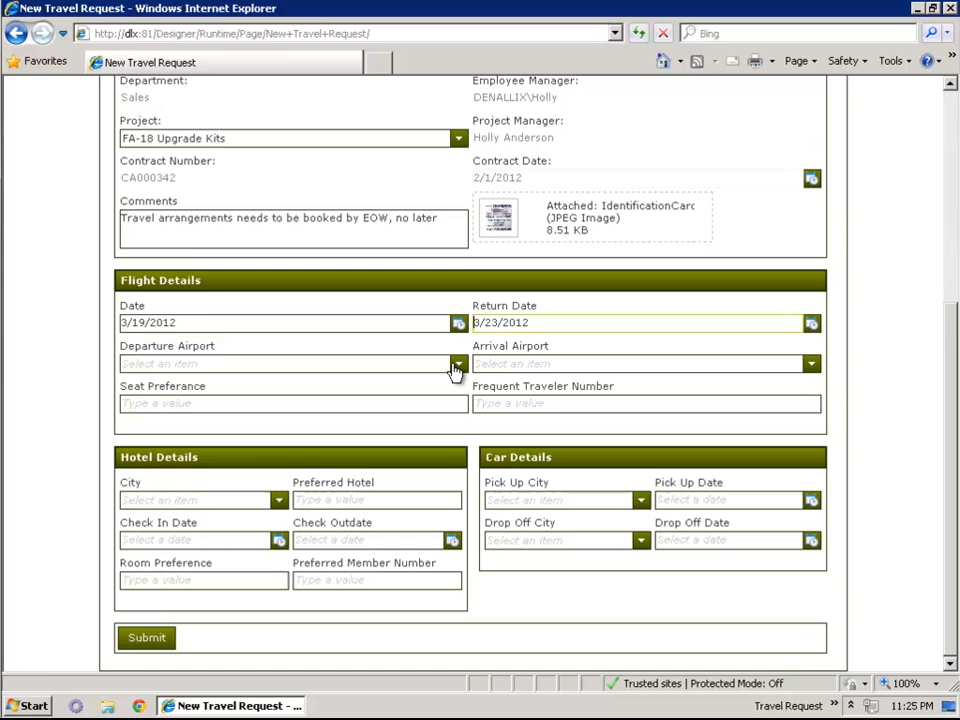 New Travel Request - Windows Internet Explorer
http://dlx:81/Designer/Runtime/Page/New+Travel+Request/
Bing
Favorites
New Travel Request
Page
Safety
Tools
Department:
Employee Manager:
Sales
DENALLIX\Holly
Project:
Project Manager:
FA-18 Upgrade Kits
Holly Anderson
Contract Number:
Contract Date:
CA000342
2/1/2012
Comments
Travel arrangements needs to be booked by EOW, no later
Attached: IdentificationCarc
(JPEG Image)
8.51 KB
Flight Details
Date
Return Date
3/19/2012
3/23/2012
Departure Airport
Arrival Airport
Select an item
Select an item
Seat Preferance
Frequent Traveler Number
Type a value
Type a value
Hotel Details
Car Details
City
Preferred Hotel
Pick Up City
Pick Up Date
Select an item
Type a value
Select an item
Select a date
Check In Date
Check Outdate
Drop Off City
Drop Off Date
Select a date
Select a date
Select an item
Select a date
Room Preference
Preferred Member Number
Type a value
Type a value
Submit
Trusted sites | Protected Mode: Off
100%
Start
New Travel Request - ...
Travel Request
11:25 PM